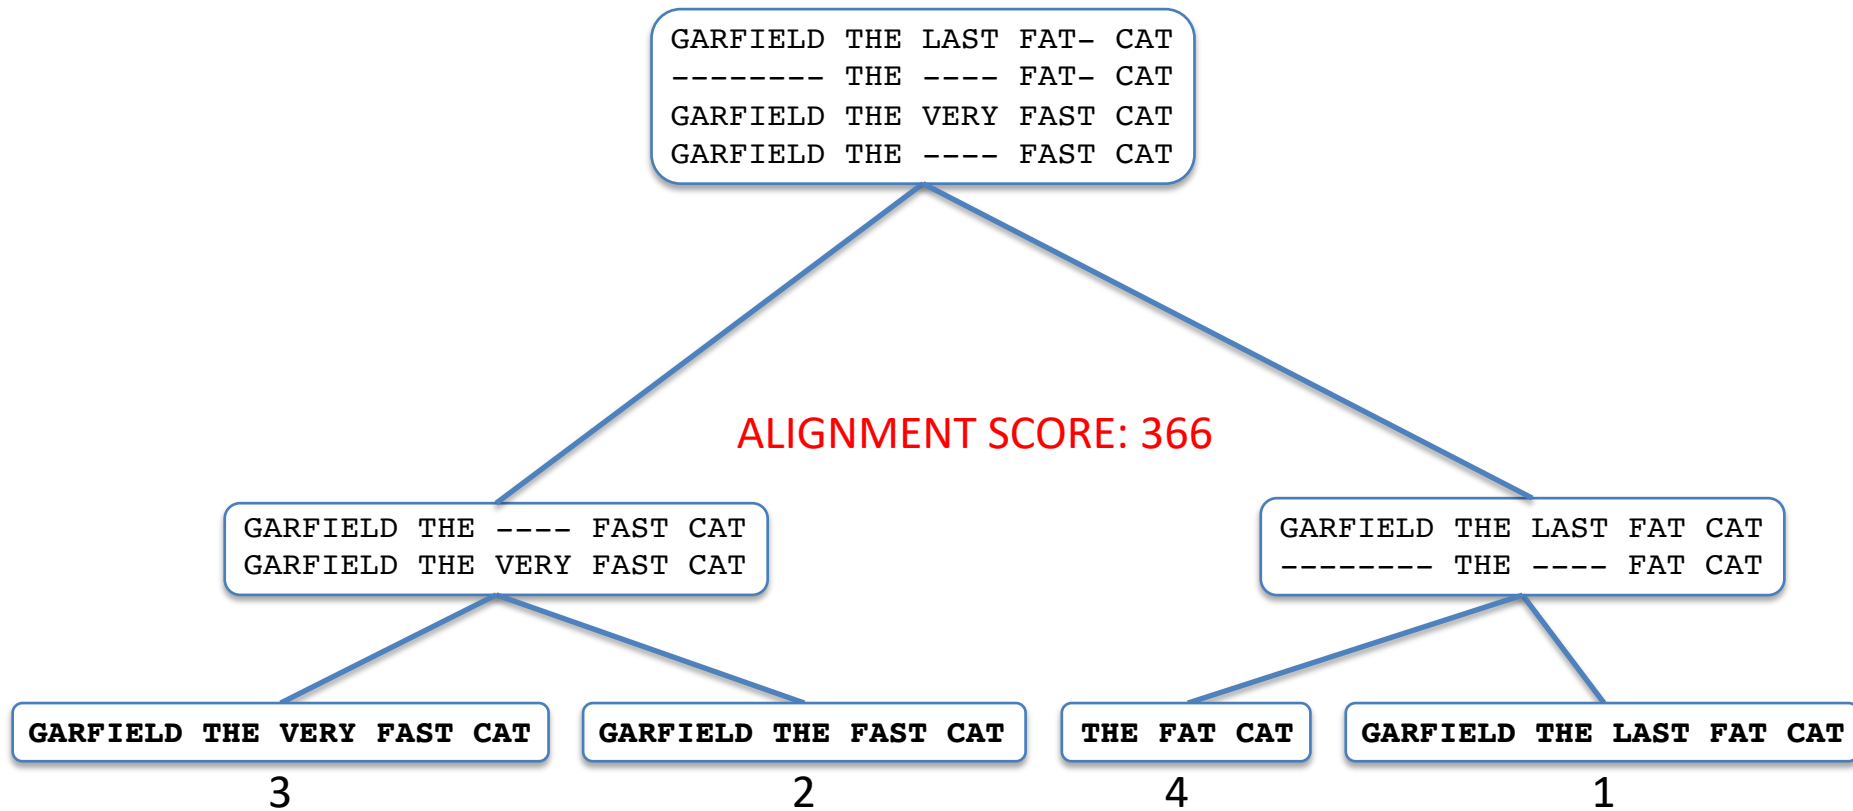 GARFIELD THE LAST FAT- CAT
-------- THE ---- FAT- CAT
GARFIELD THE VERY FAST CAT
GARFIELD THE ---- FAST CAT
ALIGNMENT SCORE: 366
GARFIELD THE ---- FAST CAT
GARFIELD THE VERY FAST CAT
GARFIELD THE LAST FAT CAT
-------- THE ---- FAT CAT
GARFIELD THE VERY FAST CAT
GARFIELD THE FAST CAT
THE FAT CAT
GARFIELD THE LAST FAT CAT
3
2
4
1